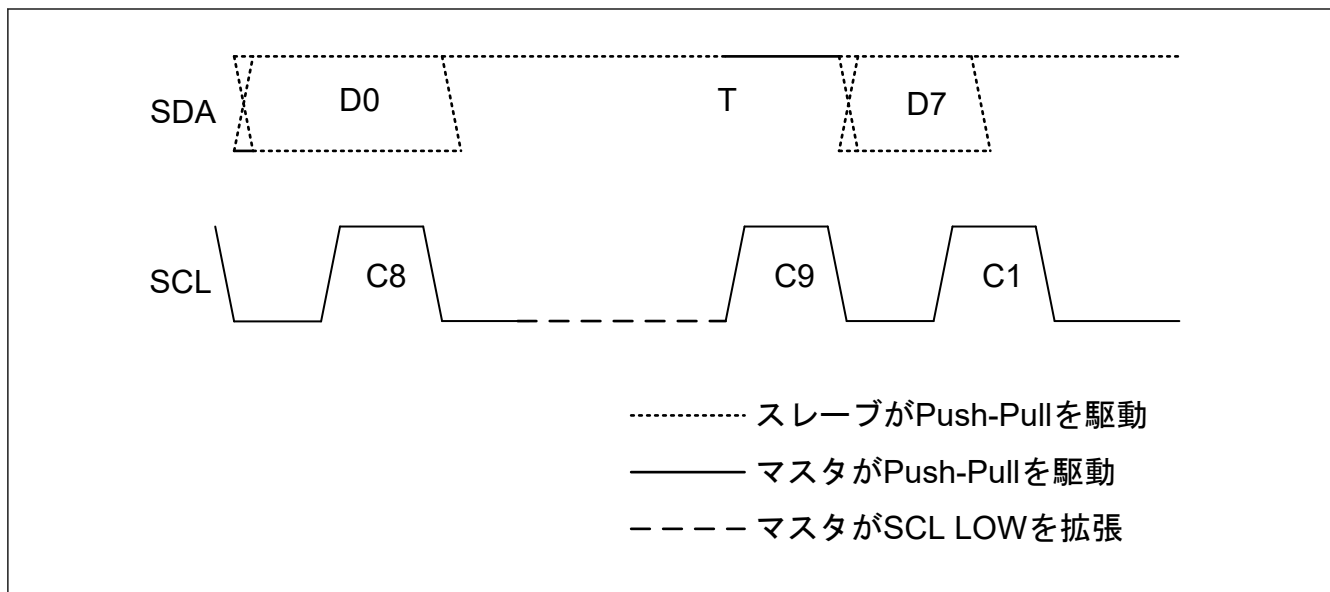 SDA D0 T D7
SCL C8 C9 C1
スレーブがPush-Pullを駆動
マスタがPush-Pullを駆動
マスタがSCL LOWを拡張